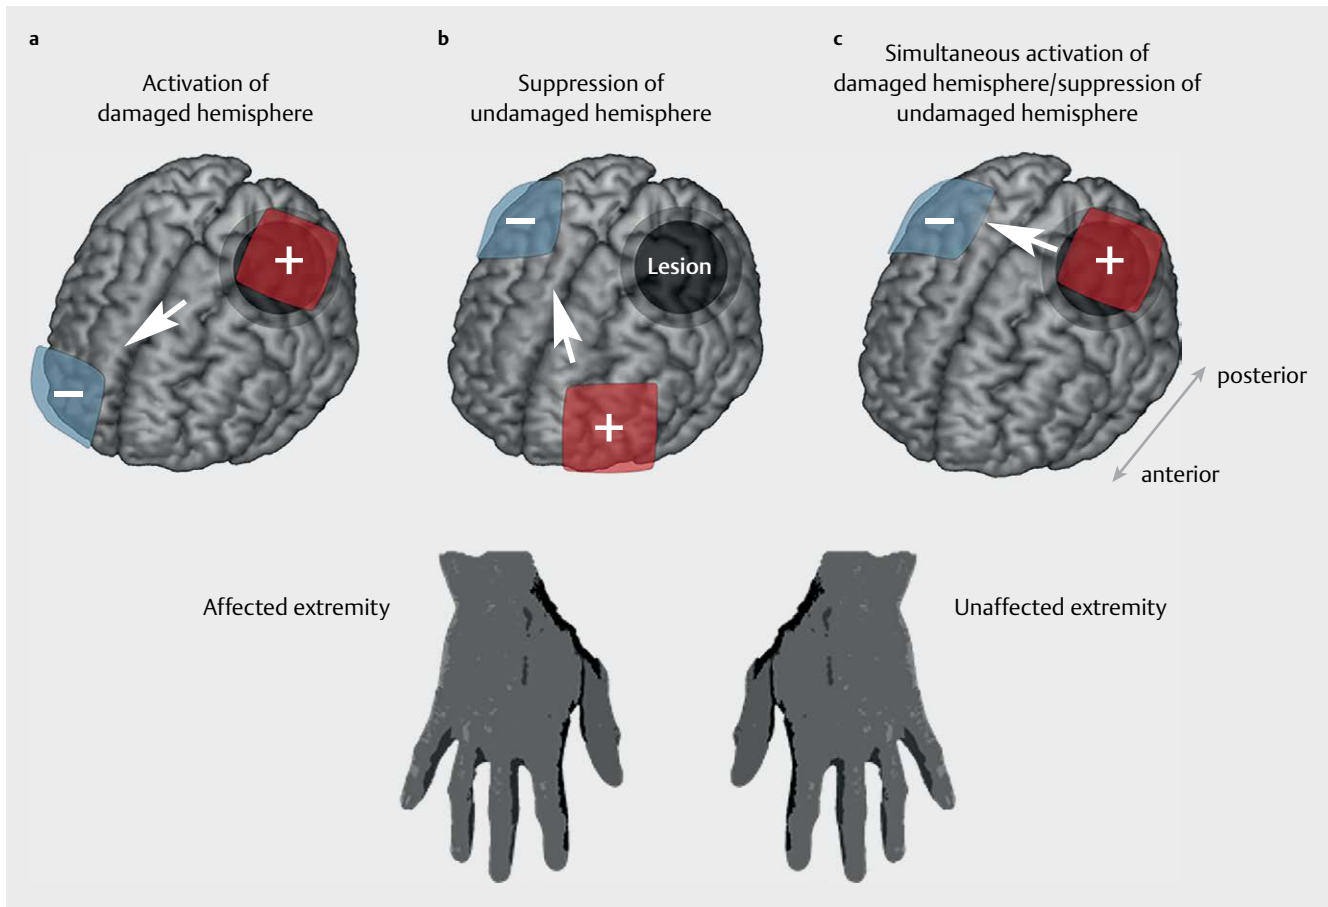 a
Activation of
damaged hemisphere
b
Suppression of
undamaged hemisphere
c
Simultaneous activation of
damaged hemisphere/suppression of
undamaged hemisphere
−
+
−
Lesion
+
−
+
posterior
anterior
Affected extremity
Unaffected extremity